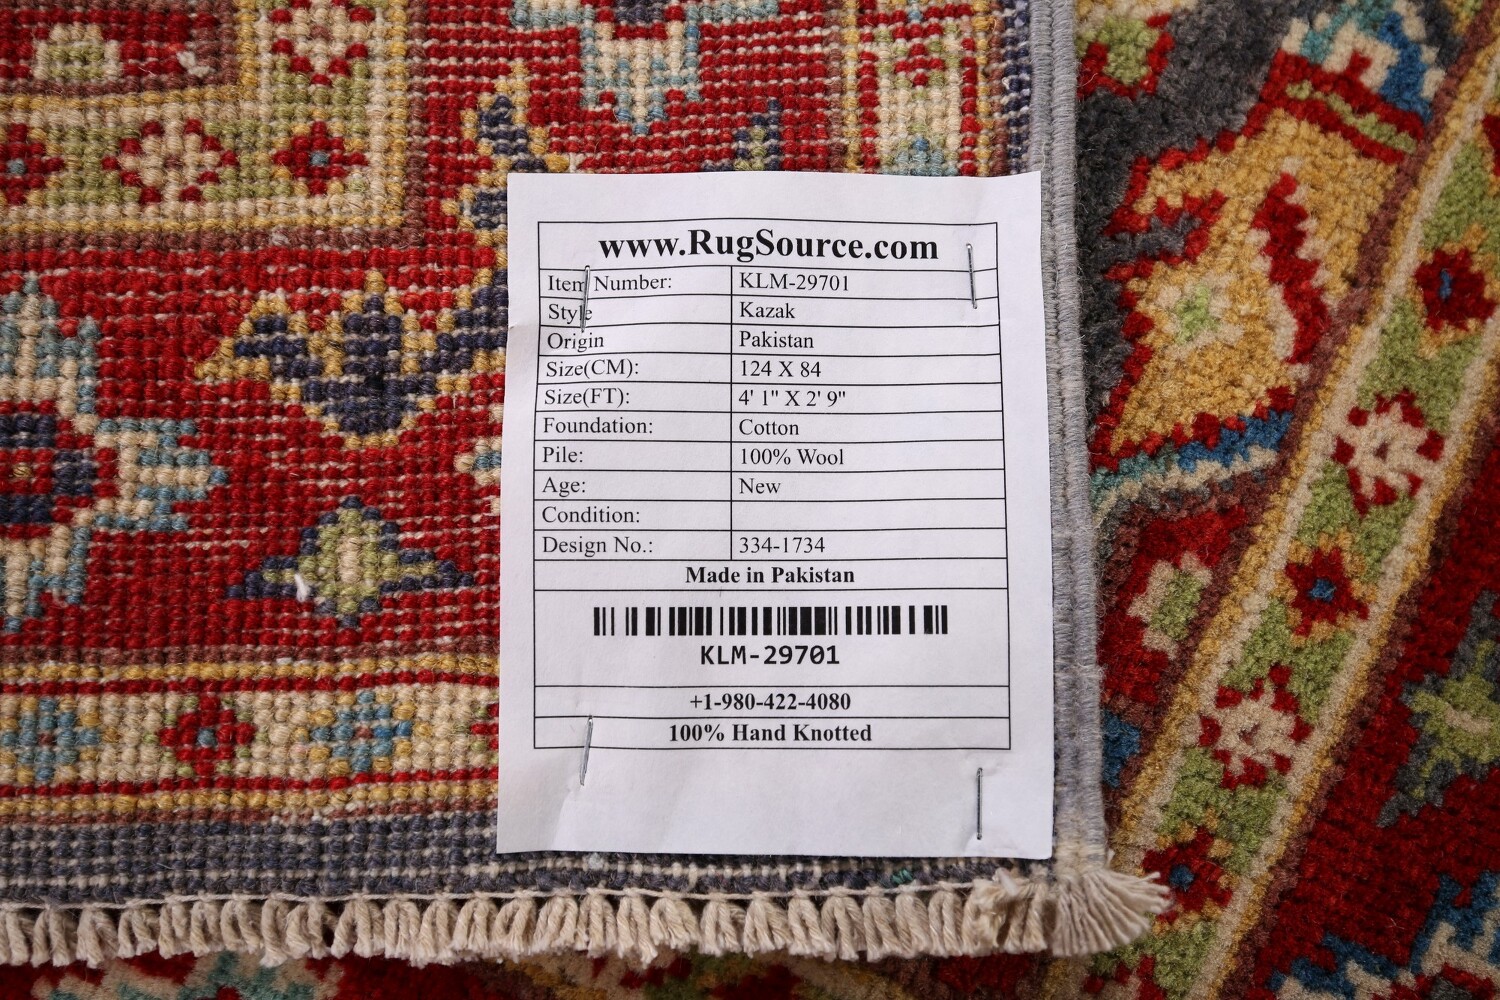 www.RugSource.com
Item Number: KLM-29701
Style Kazak
Origin Pakistan
Size(CM): 124 X 84
Size(FT): 4' 1" X 2' 9"
Foundation: Cotton
Pile: 100% Wool
Age: New
Condition:
Design No.: 334-1734
Made in Pakistan
KLM-29701
+1-980-422-4080
100% Hand Knotted